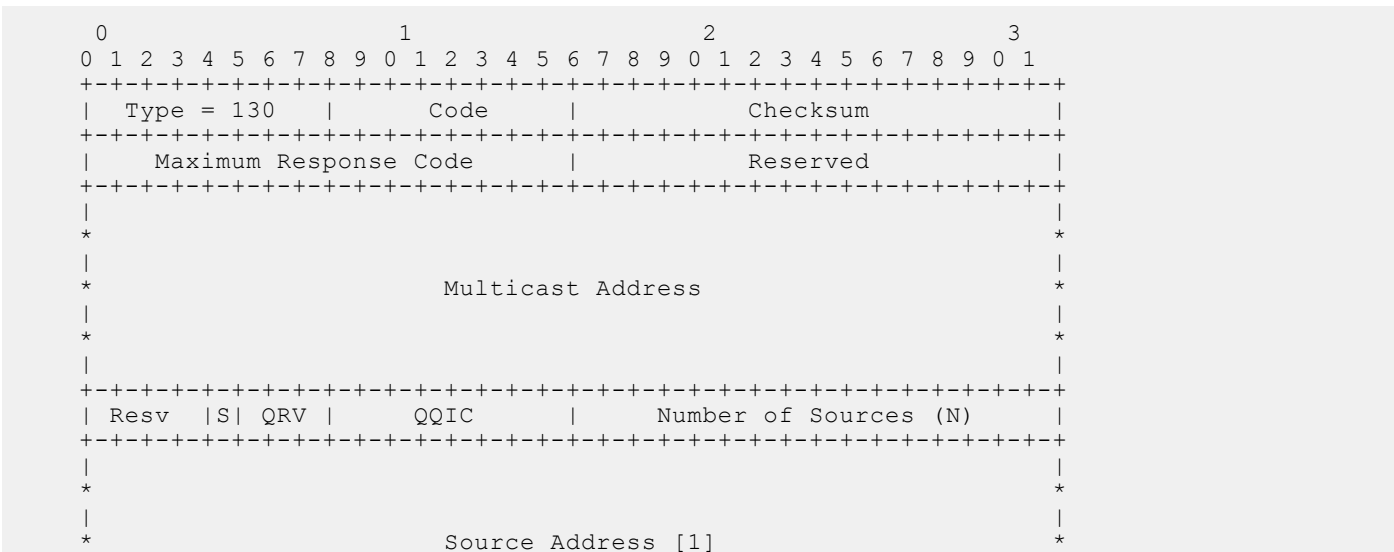 0                   1                   2                   3
0 1 2 3 4 5 6 7 8 9 0 1 2 3 4 5 6 7 8 9 0 1 2 3 4 5 6 7 8 9 0 1
+-+-+-+-+-+-+-+-+-+-+-+-+-+-+-+-+-+-+-+-+-+-+-+-+-+-+-+-+-+-+-+-+
|  Type = 130   |      Code     |           Checksum            |
+-+-+-+-+-+-+-+-+-+-+-+-+-+-+-+-+-+-+-+-+-+-+-+-+-+-+-+-+-+-+-+-+
|    Maximum Response Code      |           Reserved            |
+-+-+-+-+-+-+-+-+-+-+-+-+-+-+-+-+-+-+-+-+-+-+-+-+-+-+-+-+-+-+-+-+
|                                                               |
*                                                               *
|                                                               |
*                       Multicast Address                       *
|                                                               |
*                                                               *
|                                                               |
+-+-+-+-+-+-+-+-+-+-+-+-+-+-+-+-+-+-+-+-+-+-+-+-+-+-+-+-+-+-+-+-+
| Resv  |S| QRV |     QQIC      |     Number of Sources (N)     |
+-+-+-+-+-+-+-+-+-+-+-+-+-+-+-+-+-+-+-+-+-+-+-+-+-+-+-+-+-+-+-+-+
|                                                               |
*                                                               *
|                                                               |
*                       Source Address [1]                      *